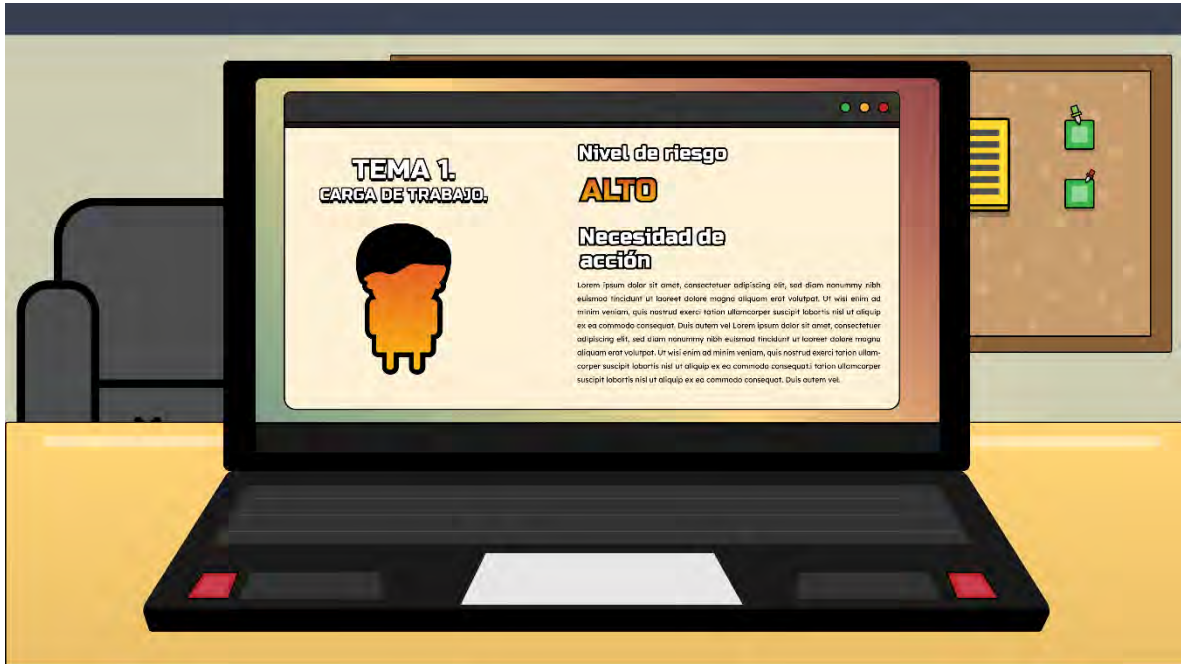 TEMA 1.
CARGA DE TRABAJO.
Nivel de riesgo
ALTO
Necesidad de
acción
Lorem ipsum dolor sit amet, consectetuer adipiscing elit, sed diam nonummy nibh
euismod tincidunt ut laoreet dolore magna aliquam erat volutpat. Ut wisi enim ad
minim veniam, quis nostrud exerci tation ullamcorper suscipit lobortis nisl ut aliquip
ex ea commodo consequat. Duis autem vel Lorem ipsum dolor sit amet, consectetuer
adipiscing elit, sed diam nonummy nibh euismod tincidunt ut laoreet dolore magna
aliquam erat volutpat. Ut wisi enim ad minim veniam, quis nostrud exerci tation ullam-
corper suscipit lobortis nisl ut aliquip ex ea commodo consequat.i tation ullamcorper
suscipit lobortis nisl ut aliquip ex ea commodo consequat. Duis autem vel.